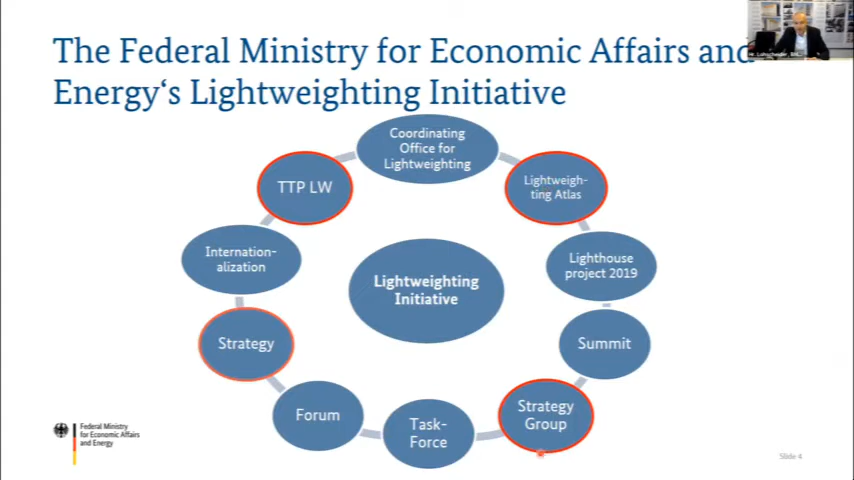 The Federal Ministry for Economic Affairs and
Energy‘s Lightweighting Initiative
Coordinating
Office for
Lightweighting
TTP LW
Lightweigh-
ting Atlas
Internation-
alization
Lightweighting
Initiative
Lighthouse
project 2019
Strategy
Summit
Forum
Task-
Force
Strategy
Group
Federal Ministry
for Economic Affairs
and Energy
Slide 4